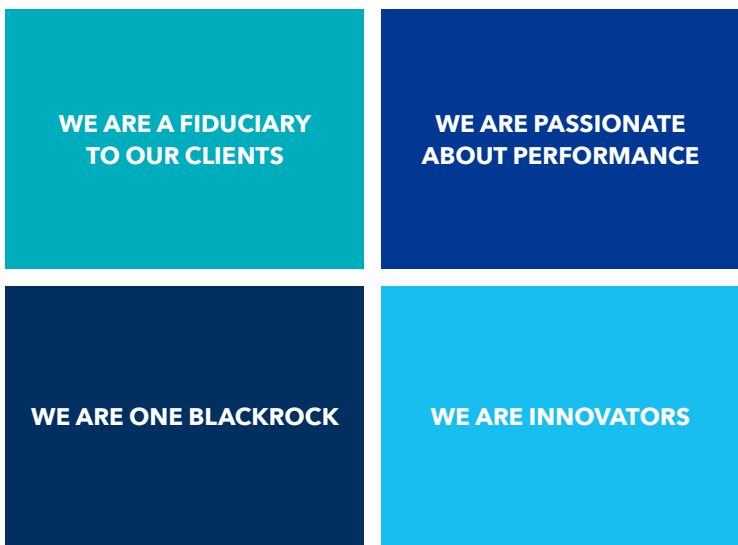 WE ARE A FIDUCIARY
TO OUR CLIENTS
WE ARE PASSIONATE
ABOUT PERFORMANCE
WE ARE ONE BLACKROCK
WE ARE INNOVATORS